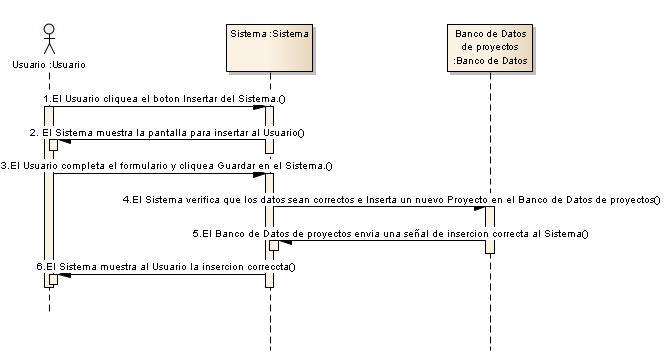 Usuario :Usuario
Sistema :Sistema
Banco de Datos
de proyectos
:Banco de Datos
1.El Usuario cliquea el boton Insertar del Sistema.()
2. El Sistema muestra la pantalla para insertar al Usuario()
3.El Usuario completa el formulario y cliquea Guardar en el Sistema.()
4.El Sistema verifica que los datos sean correctos e Inserta un nuevo Proyecto en el Banco de Datos de proyectos()
5.El Banco de Datos de proyectos envia una señal de insercion correcta al Sistema()
6.El Sistema muestra al Usuario la insercion correccta()